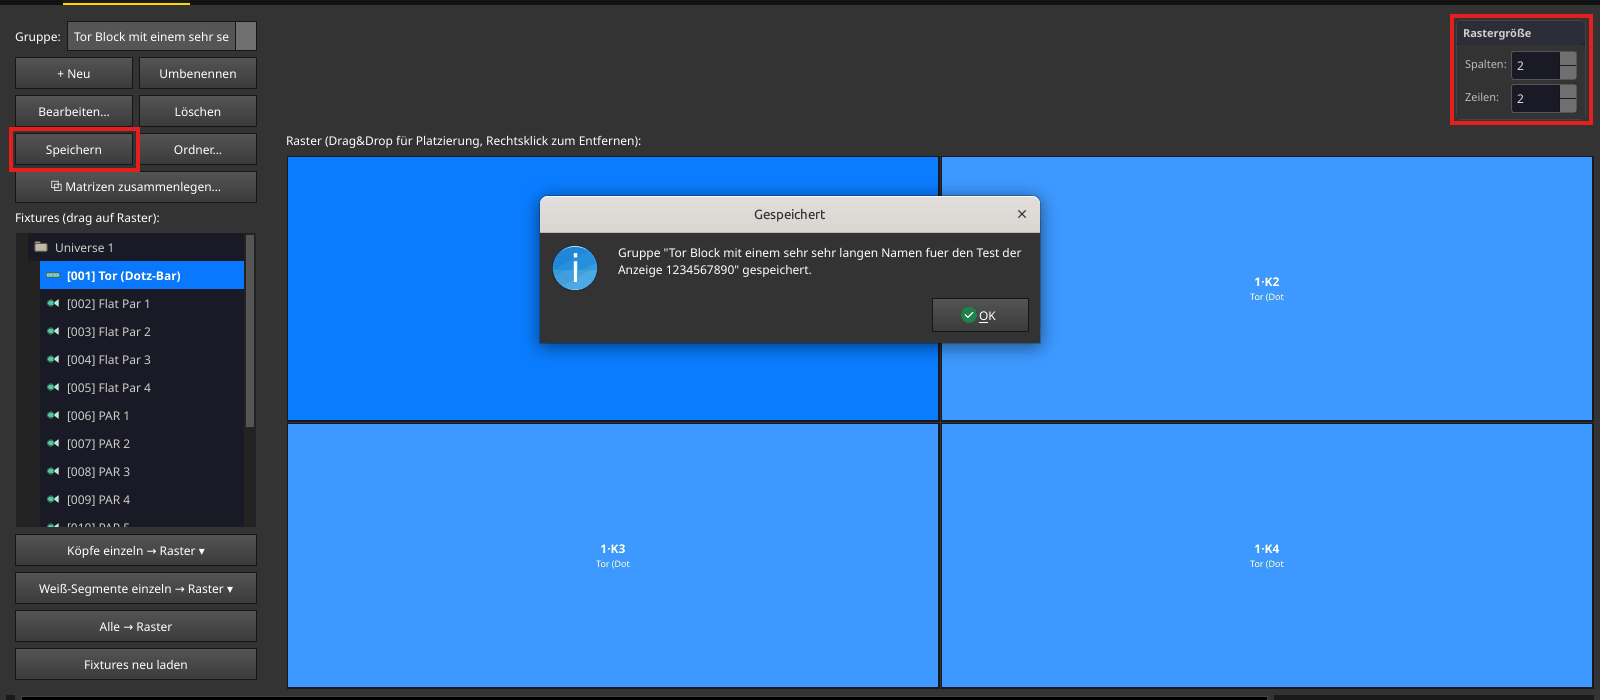 Gruppe: Tor Block mit einem sehr se
+ Neu
Umbenennen
Bearbeiten...
Löschen
Speichern
Ordner...
Matrizen zusammenlegen...
Fixtures (drag auf Raster):
Universe 1
[001] Tor (Dotz-Bar)
[002] Flat Par 1
[003] Flat Par 2
[004] Flat Par 3
[005] Flat Par 4
[006] PAR 1
[007] PAR 2
[008] PAR 3
[009] PAR 4
[010] PAR 5
Köpfe einzeln → Raster ▾
Weiß-Segmente einzeln → Raster ▾
Alle → Raster
Fixtures neu laden
Rastergröße
Spalten: 2
Zeilen: 2
Raster (Drag&Drop für Platzierung, Rechtsklick zum Entfernen):
Gespeichert
Gruppe "Tor Block mit einem sehr sehr langen Namen fuer den Test der
Anzeige 1234567890" gespeichert.
OK
1·K2
Tor (Dot
1·K3
Tor (Dot
1·K4
Tor (Dot